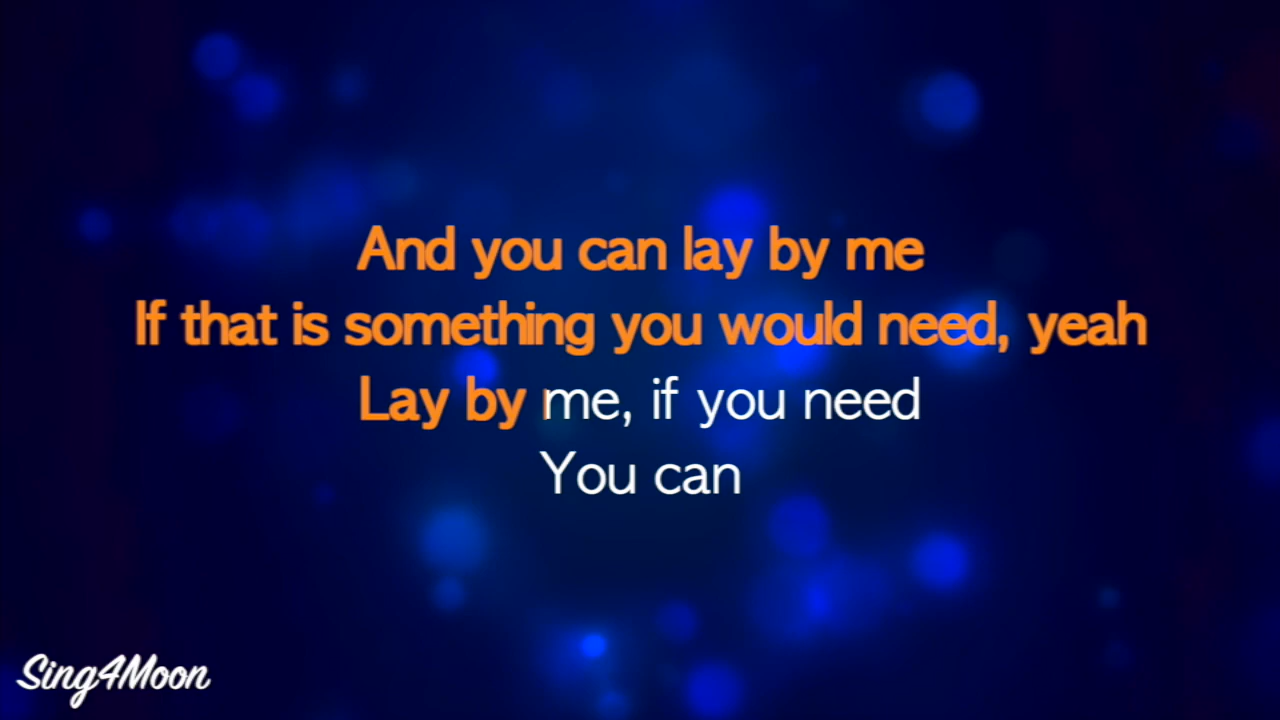 And you can lay by me
If that is something you would need, yeah
Lay by me, if you need
You can
Sing4Moon